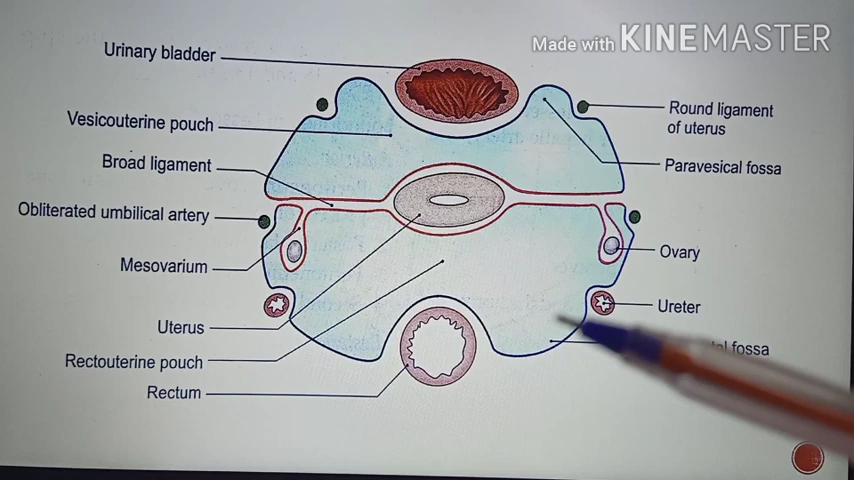 Made with KINEMASTER
Urinary bladder
Vesicouterine pouch
Broad ligament
Obliterated umbilical artery
Mesovarium
Uterus
Rectouterine pouch
Rectum
Round ligament
of uterus
Paravesical fossa
Ovary
Ureter
fossa